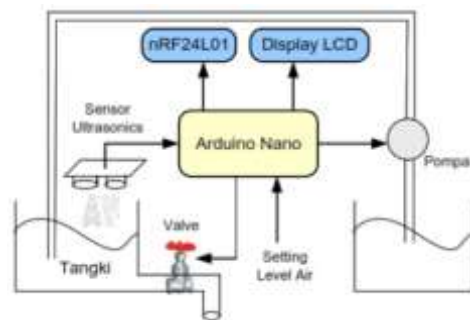 nRF24L01
Display LCD
Sensor
Ultrasonics
Arduino Nano
Pompa
Valve
Setting
Level Air
Tangki